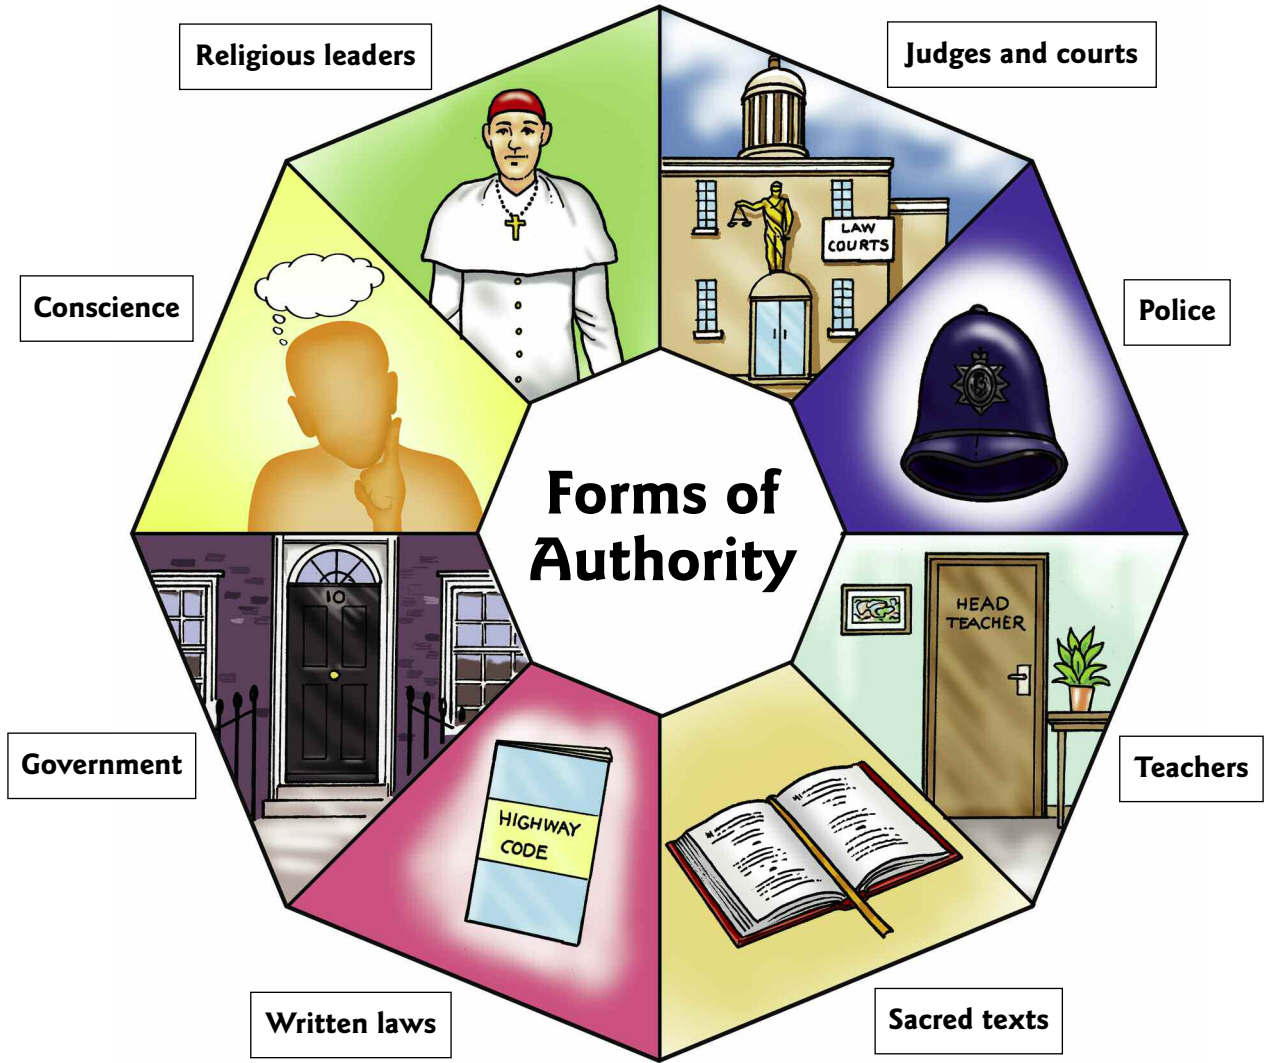 Religious leaders
Judges and courts
LAW
COURTS
Conscience
Police
Forms of
Authority
10
HEAD
TEACHER
Government
Teachers
HIGHWAY
CODE
Written laws
Sacred texts